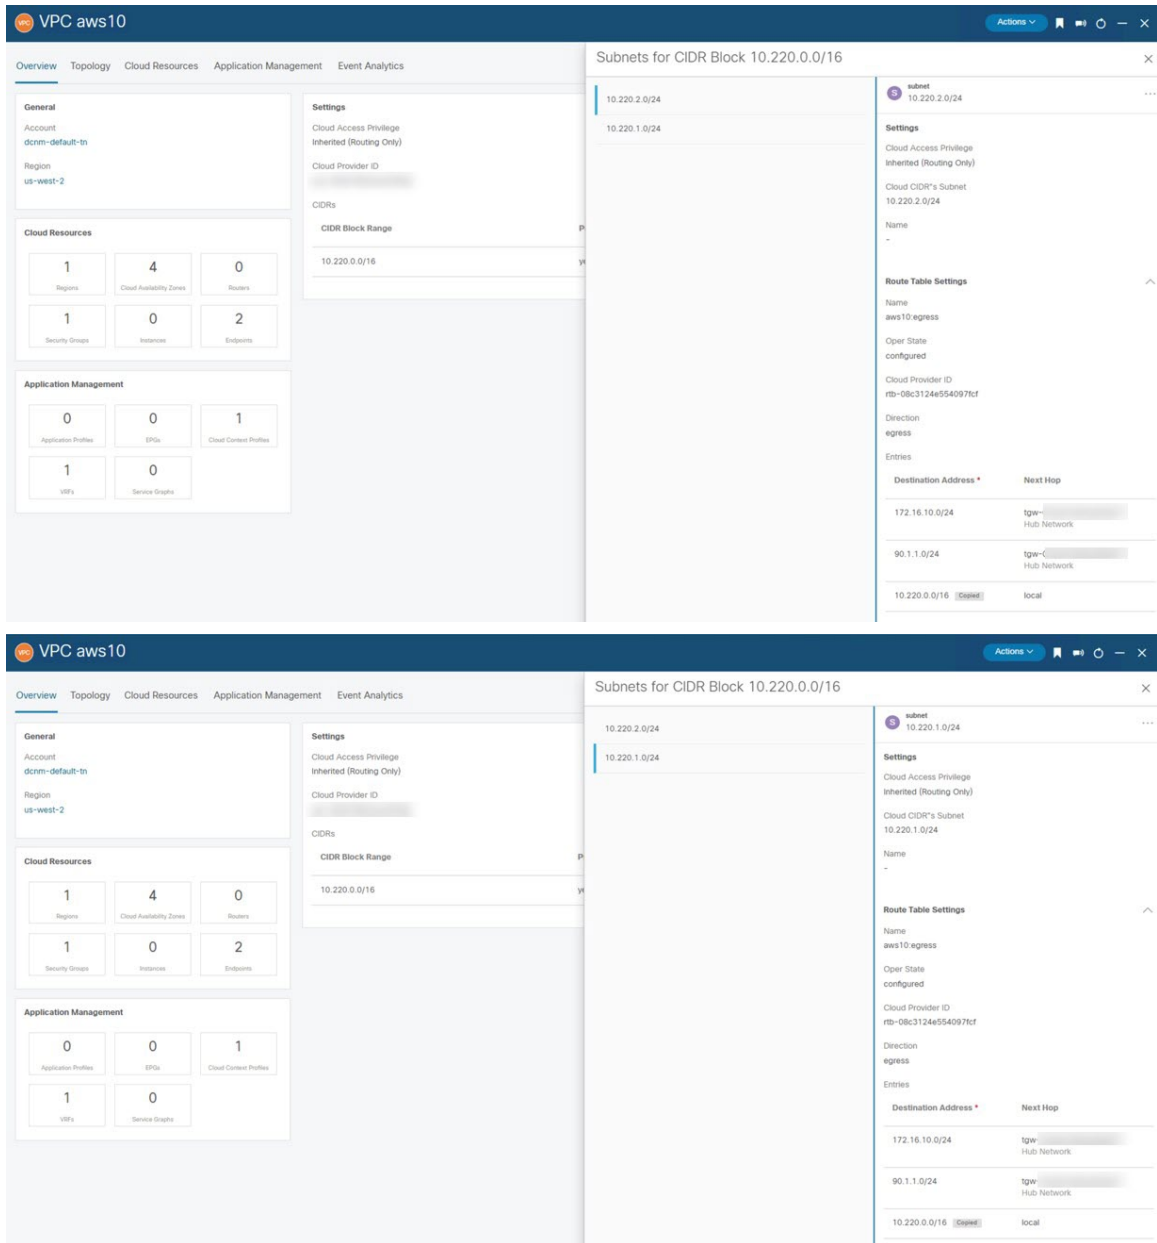 VPC VPC aws10 Actions
Overview Topology Cloud Resources Application Management Event Analytics
General
Account
dcnm-default-tn
Region
us-west-2
Cloud Resources
1 4 0
Regions Cloud Availability Zones Routers
1 0 2
Security Groups Instances Endpoints
Application Management
0 0 1
Application Profiles EPGs Cloud Context Profiles
1 0
VRFs Service Graphs
Settings
Cloud Access Privilege
Inherited (Routing Only)
Cloud Provider ID
CIDRs
CIDR Block Range P
10.220.0.0/16 ye
Subnets for CIDR Block 10.220.0.0/16
10.220.2.0/24
10.220.1.0/24
S subnet
10.220.2.0/24
Settings
Cloud Access Privilege
Inherited (Routing Only)
Cloud CIDR"s Subnet
10.220.2.0/24
Name
-
Route Table Settings
Name
aws10:egress
Oper State
configured
Cloud Provider ID
rtb-08c3124e554097fcf
Direction
egress
Entries
Destination Address * Next Hop
172.16.10.0/24 tgw-
Hub Network
90.1.1.0/24 tgw-
Hub Network
10.220.0.0/16 Copied local
VPC VPC aws10 Actions
Overview Topology Cloud Resources Application Management Event Analytics
General
Account
dcnm-default-tn
Region
us-west-2
Cloud Resources
1 4 0
Regions Cloud Availability Zones Routers
1 0 2
Security Groups Instances Endpoints
Application Management
0 0 1
Application Profiles EPGs Cloud Context Profiles
1 0
VRFs Service Graphs
Settings
Cloud Access Privilege
Inherited (Routing Only)
Cloud Provider ID
CIDRs
CIDR Block Range P
10.220.0.0/16 ye
Subnets for CIDR Block 10.220.0.0/16
10.220.2.0/24
10.220.1.0/24
S subnet
10.220.1.0/24
Settings
Cloud Access Privilege
Inherited (Routing Only)
Cloud CIDR"s Subnet
10.220.1.0/24
Name
-
Route Table Settings
Name
aws10:egress
Oper State
configured
Cloud Provider ID
rtb-08c3124e554097fcf
Direction
egress
Entries
Destination Address * Next Hop
172.16.10.0/24 tgw-
Hub Network
90.1.1.0/24 tgw-
Hub Network
10.220.0.0/16 Copied local